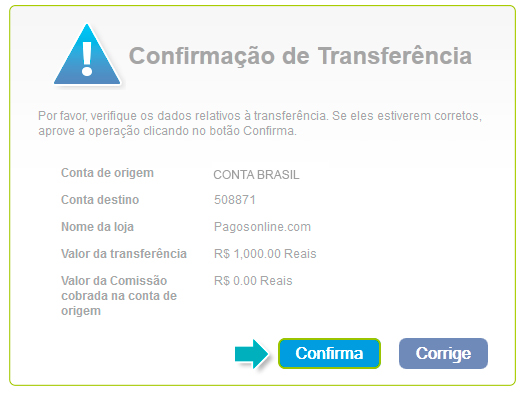 Confirmação de Transferência
Por favor, verifique os dados relativos à transferência. Se eles estiverem corretos,
aprove a operação clicando no botão Confirma.
Conta de origem CONTA BRASIL
Conta destino 508871
Nome da loja Pagosonline.com
Valor da transferência R$ 1,000.00 Reais
Valor da Comissão R$ 0.00 Reais
cobrada na conta de
origem
Confirma Corrige